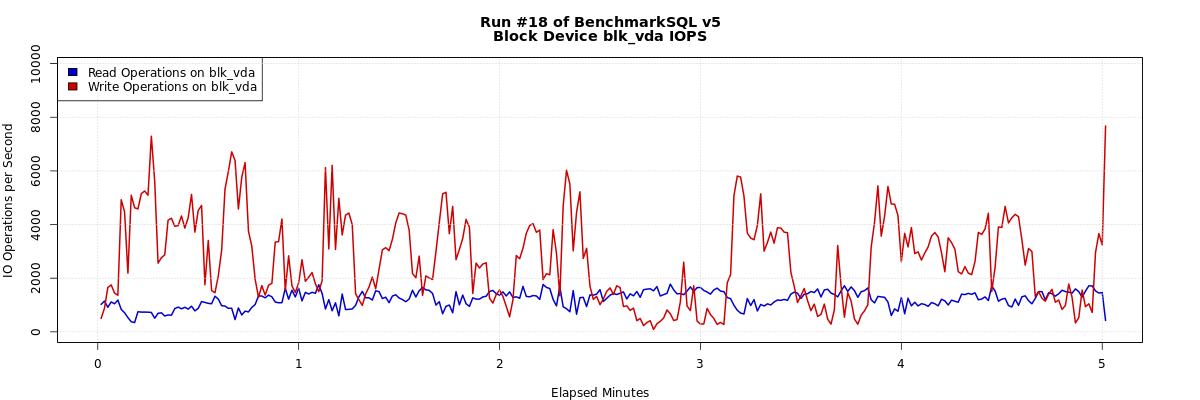 Run #18 of BenchmarkSQL v5
Block Device blk_vda IOPS
Read Operations on blk_vda
Write Operations on blk_vda
IO Operations per Second
10000
8000
6000
4000
2000
0
0 1 2 3 4 5
Elapsed Minutes